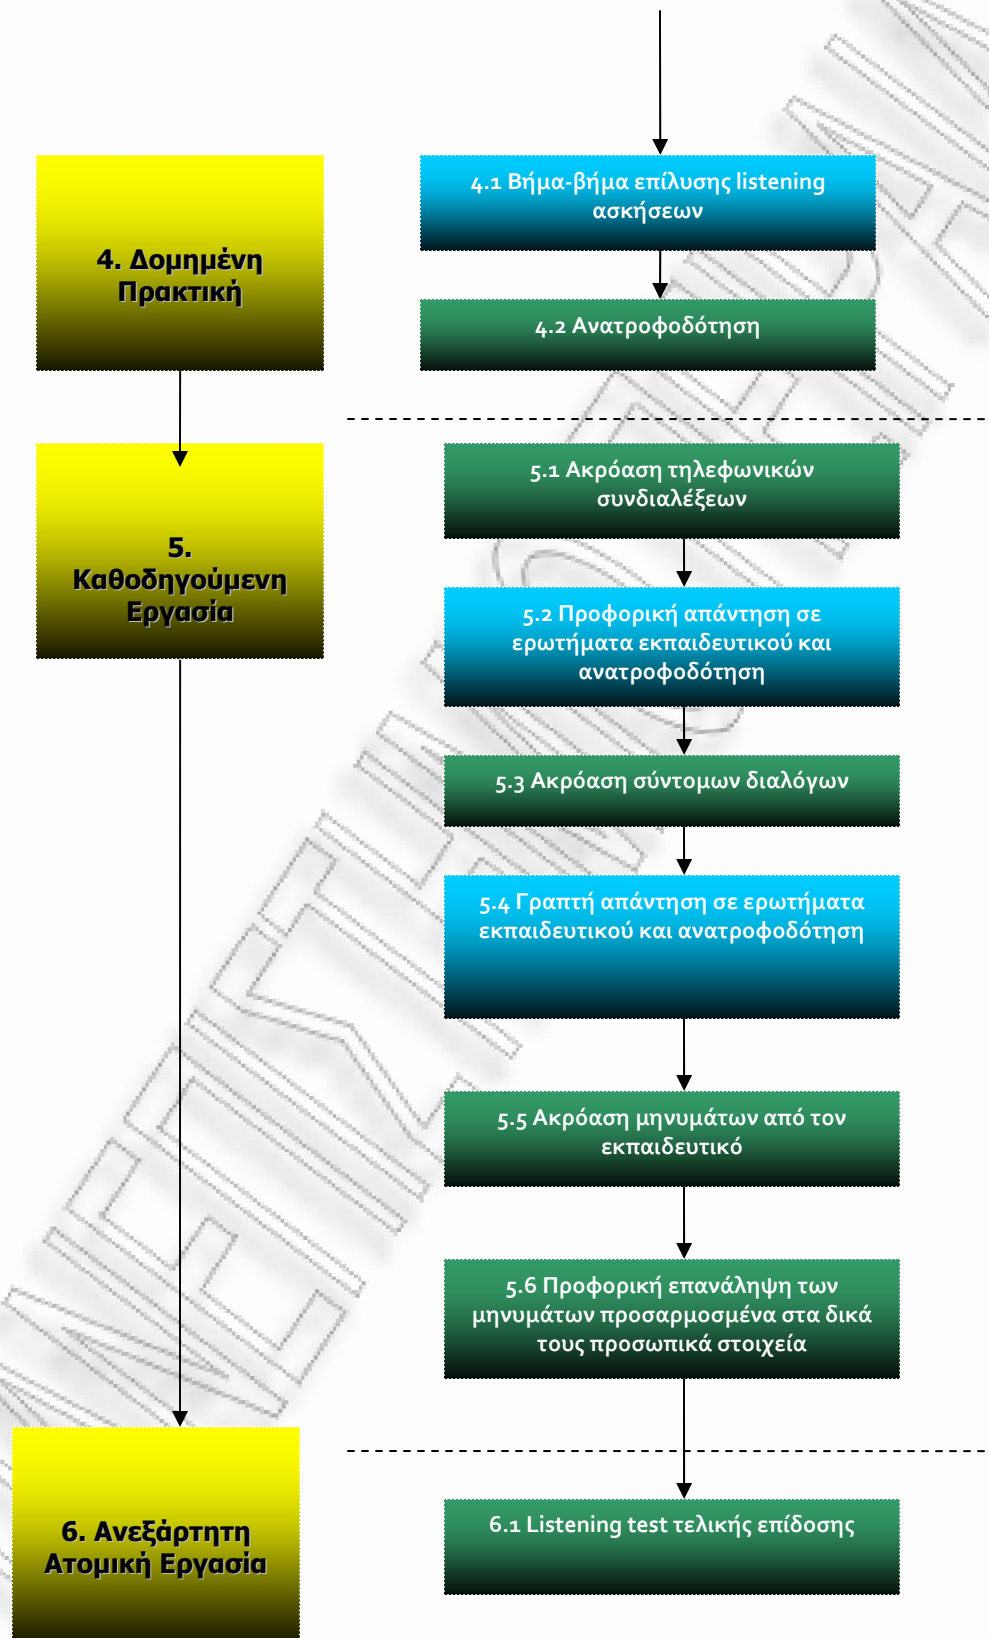 4. Δομημένη
Πρακτική
4.1 Βήμα-βήμα επίλυσης listening
ασκήσεων
4.2 Ανατροφοδότηση
5.
Καθοδηγούμενη
Εργασία
5.1 Ακρόαση τηλεφωνικών
συνδιαλέξεων
5.2 Προφορική απάντηση σε
ερωτήματα εκπαιδευτικού και
ανατροφοδότηση
5.3 Ακρόαση σύντομων διαλόγων
5.4 Γραπτή απάντηση σε ερωτήματα
εκπαιδευτικού και ανατροφοδότηση
5.5 Ακρόαση μηνυμάτων από τον
εκπαιδευτικό
5.6 Προφορική επανάληψη των
μηνυμάτων προσαρμοσμένα στα δικά
τους προσωπικά στοιχεία
6. Ανεξάρτητη
Ατομική Εργασία
6.1 Listening test τελικής επίδοσης